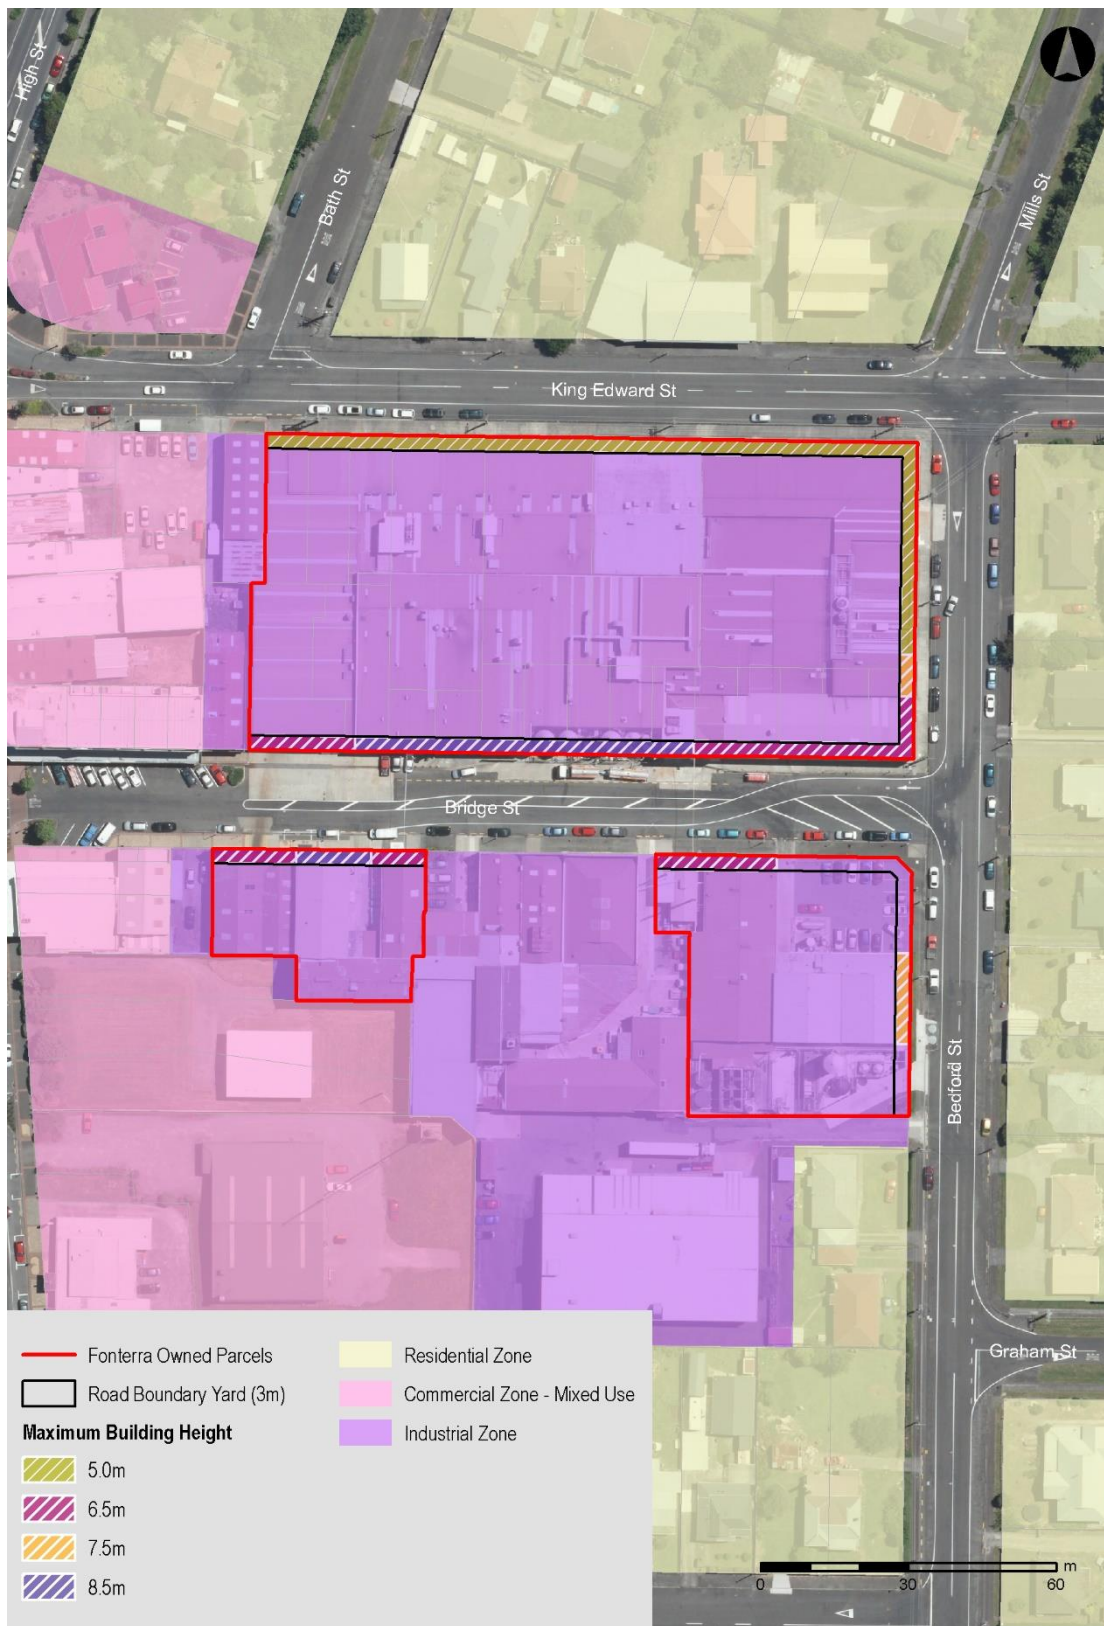 High St
Bath St
Mills St
King Edward St
Bridge St
Bedford St
Graham St
Fonterra Owned Parcels
Road Boundary Yard (3m)
Maximum Building Height
5.0m
6.5m
7.5m
8.5m
Residential Zone
Commercial Zone - Mixed Use
Industrial Zone
m
0 30 60